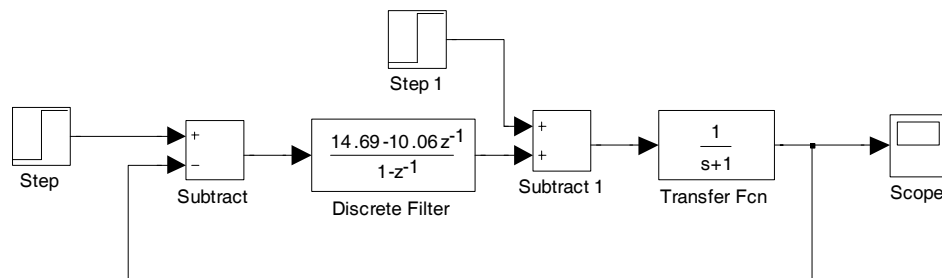 Step 1
+
−
Step
Subtract
14.69-10.06z⁻¹
1-z⁻¹
Discrete Filter
+
+
Subtract 1
1
s+1
Transfer Fcn
Scope